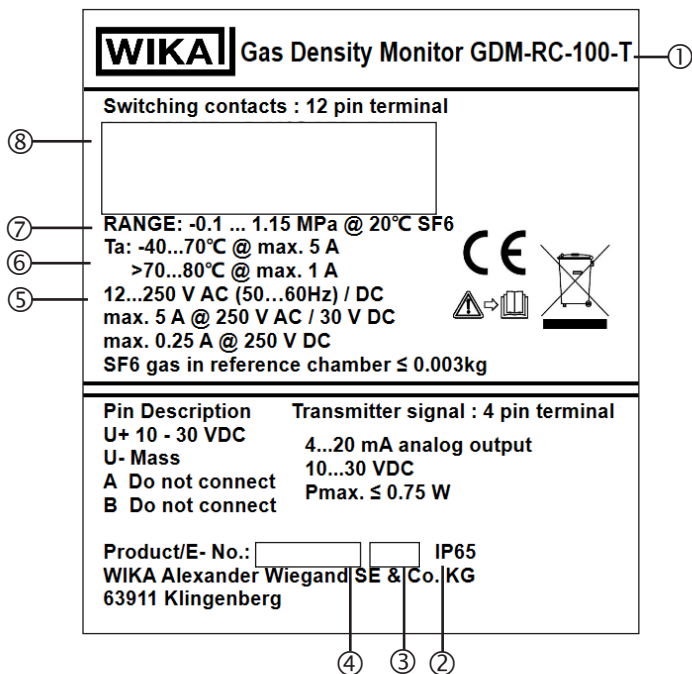 WIKA Gas Density Monitor GDM-RC-100-T ①
Switching contacts : 12 pin terminal
⑧
⑦ RANGE: -0.1 ... 1.15 MPa @ 20℃ SF6
Ta: -40...70℃ @ max. 5 A
⑥ >70...80℃ @ max. 1 A
⑤ 12...250 V AC (50…60Hz) / DC
max. 5 A @ 250 V AC / 30 V DC
max. 0.25 A @ 250 V DC
SF6 gas in reference chamber ≤ 0.003kg
CE
Pin Description
U+ 10 - 30 VDC
U- Mass
A Do not connect
B Do not connect
Transmitter signal : 4 pin terminal
4...20 mA analog output
10...30 VDC
Pmax. ≤ 0.75 W
Product/E- No.: IP65
WIKA Alexander Wiegand SE & Co. KG
63911 Klingenberg
④ ③ ②